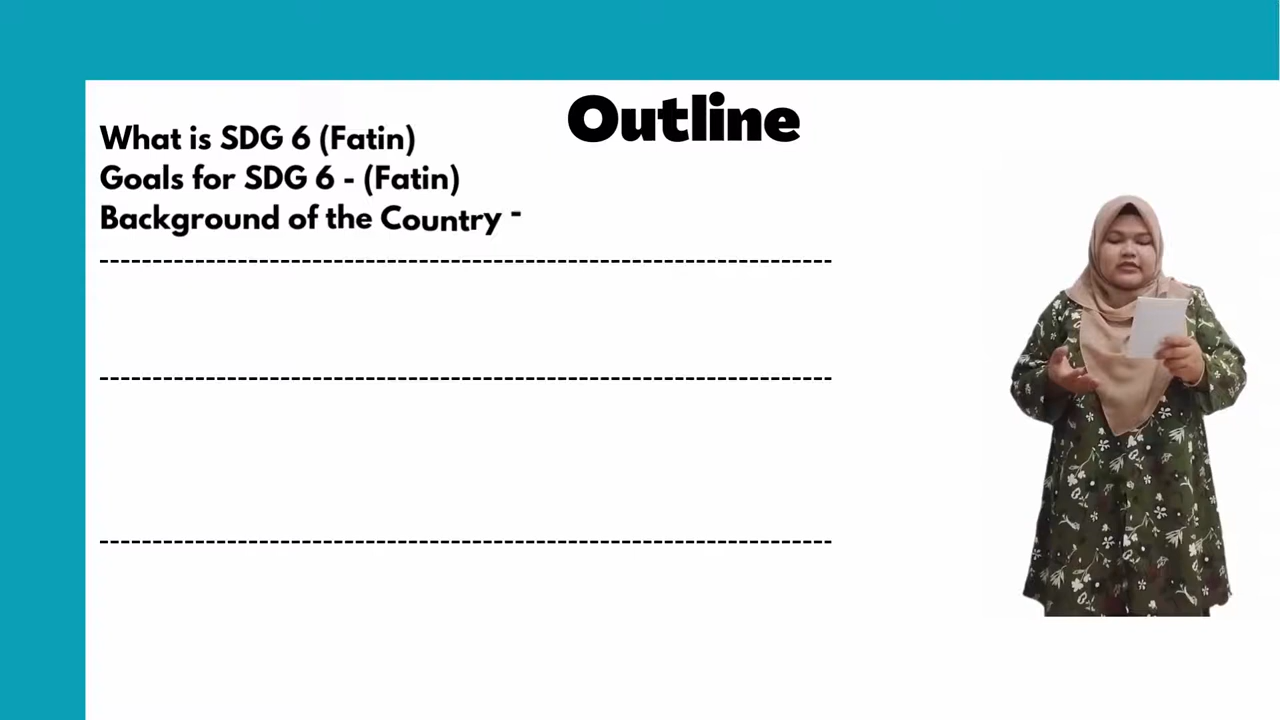 Outline
What is SDG 6 (Fatin)
Goals for SDG 6 - (Fatin)
Background of the Country -